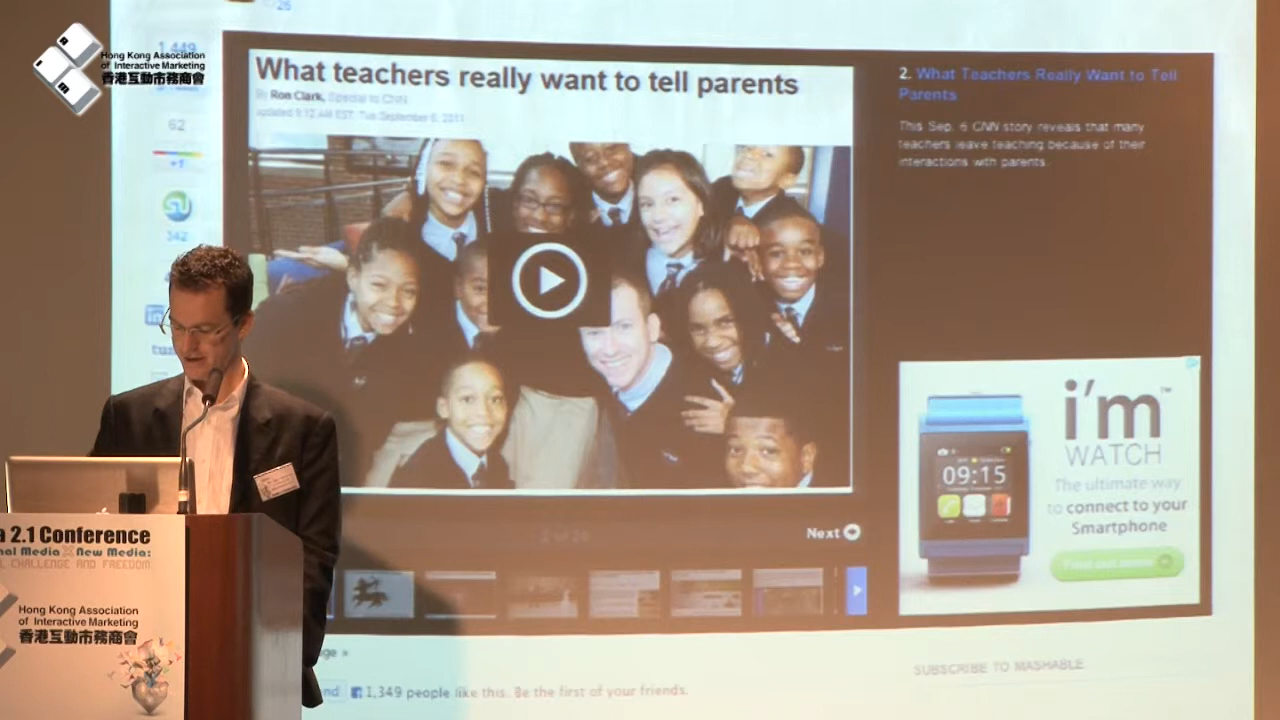 26
Hong Kong Association
of Interactive Marketing
香港互動市務商會
1,449
62
+1
342
What teachers really want to tell parents
By Ron Clark, Special to CNN
updated 9:12 AM EST, Tue September 6, 2011
2. What Teachers Really Want to Tell
Parents
This Sep. 6 CNN story reveals that many
teachers leave teaching because of their
interactions with parents.
i'm™
WATCH
The ultimate way
to connect to your
Smartphone
09:15
Next
2.1 Conference
nal Media X New Media:
CHALLENGE AND FREEDOM
Hong Kong Association
of Interactive Marketing
香港互動市務商會
1,349 people like this. Be the first of your friends.
SUBSCRIBE TO MASHABLE